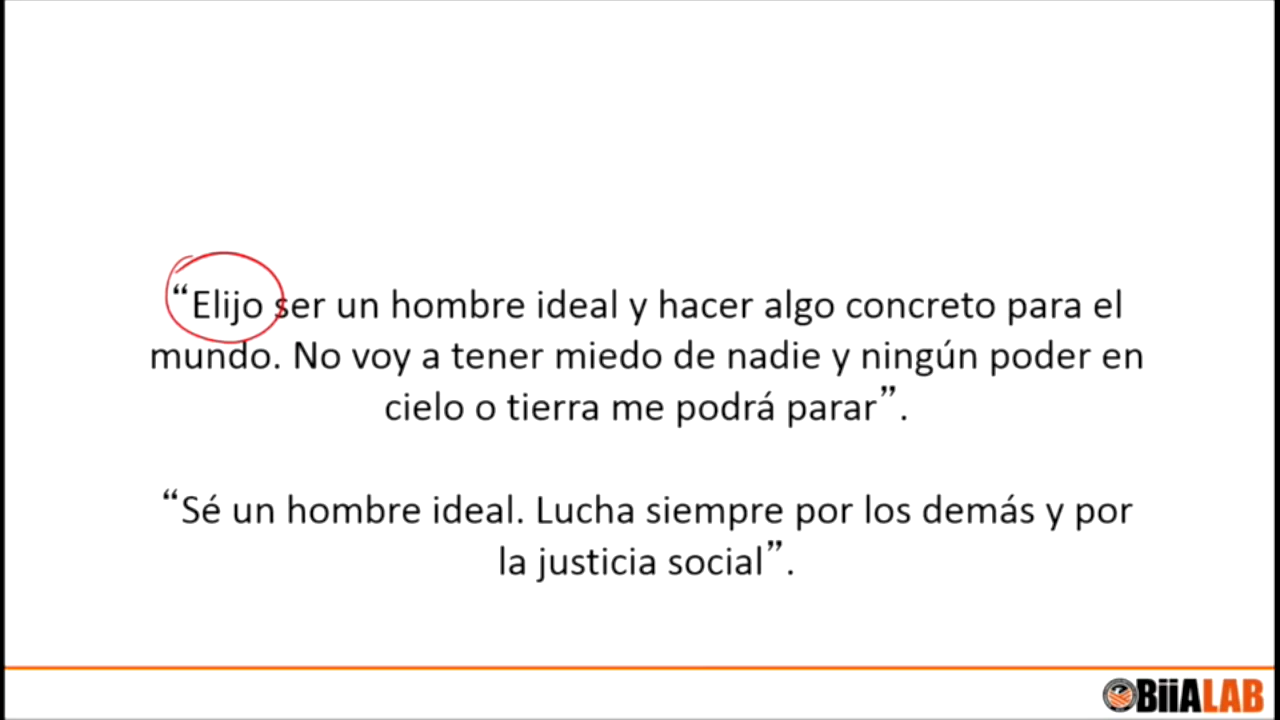 “Elijo ser un hombre ideal y hacer algo concreto para el
mundo. No voy a tener miedo de nadie y ningún poder en
cielo o tierra me podrá parar”.
“Sé un hombre ideal. Lucha siempre por los demás y por
la justicia social”.
BiiALAB